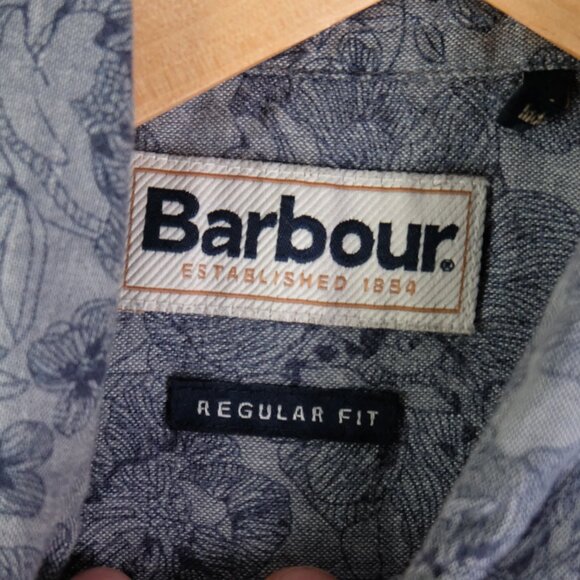 Barbour®
ESTABLISHED 1894
REGULAR FIT